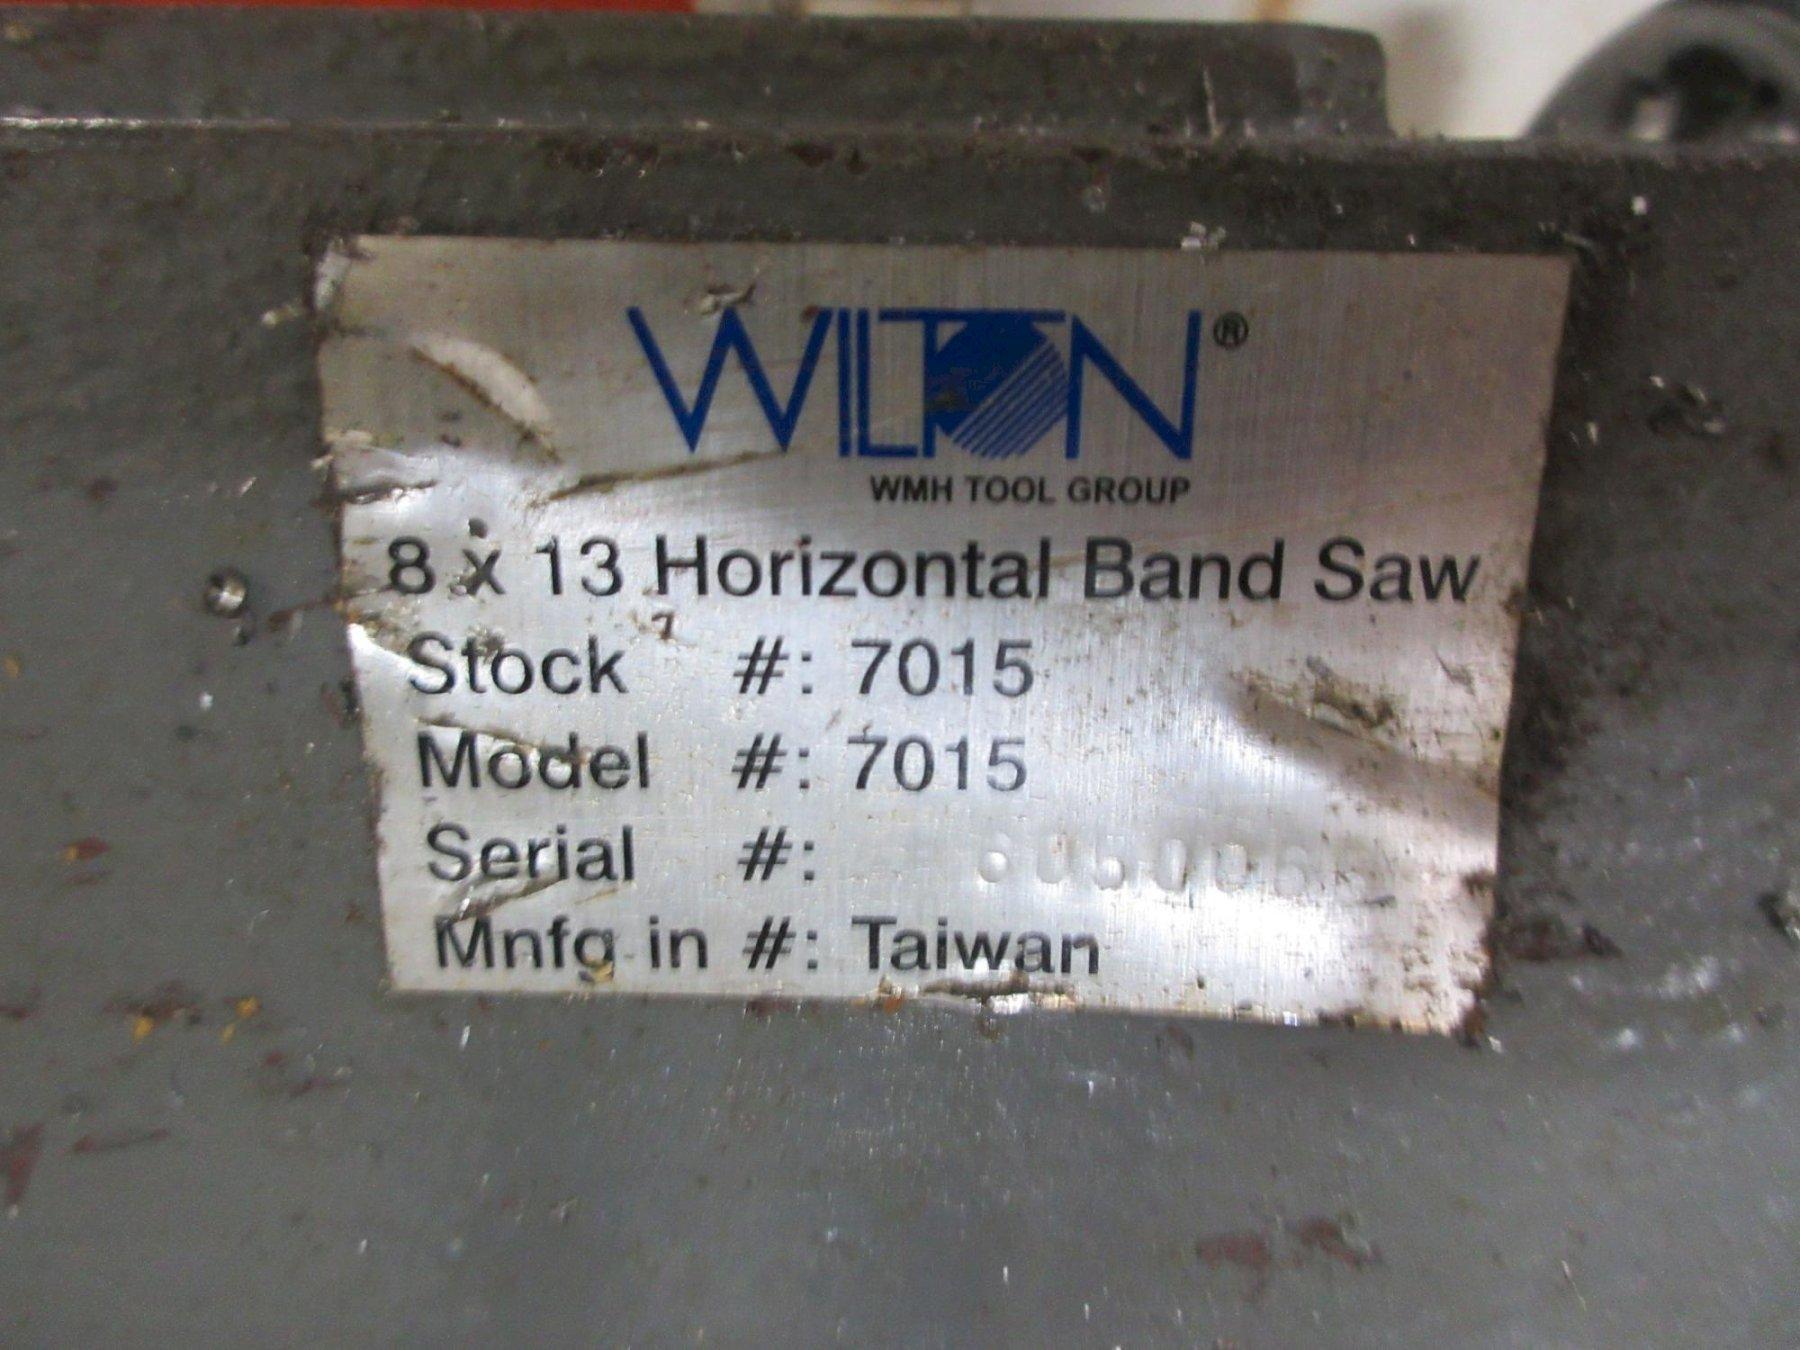 WILTON®
WMH TOOL GROUP
8 x 13 Horizontal Band Saw
Stock #: 7015
Model #: 7015
Serial #:
Mnfg in #: Taiwan